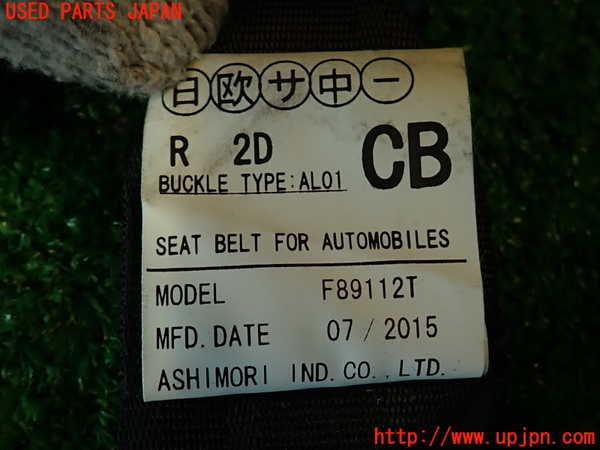 USED PARTS JAPAN
日欧サ中一
R 2D CB
BUCKLE TYPE:AL01
SEAT BELT FOR AUTOMOBILES
MODEL F89112T
MFD. DATE 07/2015
ASHIMORI IND. CO., LTD.
http://www.upjpn.com/